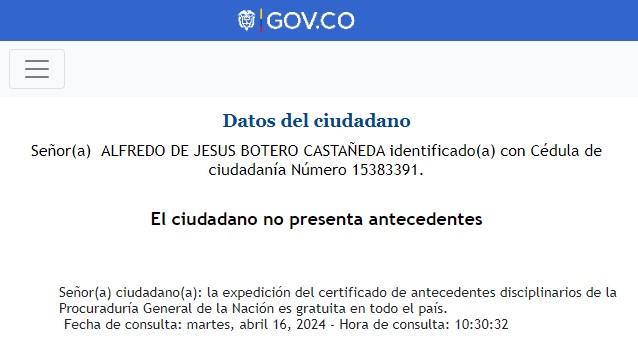 GOV.CO
Datos del ciudadano
Señor(a) ALFREDO DE JESUS BOTERO CASTAÑEDA identificado(a) con Cédula de
ciudadanía Número 15383391.
El ciudadano no presenta antecedentes
Señor(a) ciudadano(a): la expedición del certificado de antecedentes disciplinarios de la
Procuraduría General de la Nación es gratuita en todo el país.
Fecha de consulta: martes, abril 16, 2024 - Hora de consulta: 10:30:32